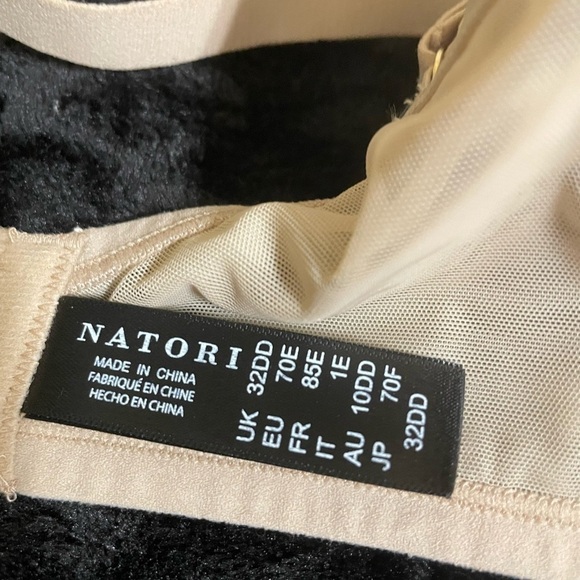 NATORI
MADE IN CHINA
FABRIQUÉ EN CHINE
HECHO EN CHINA
UK 32DD
EU 70E
FR 85E
IT 1E
AU 10DD
JP 70F
32DD